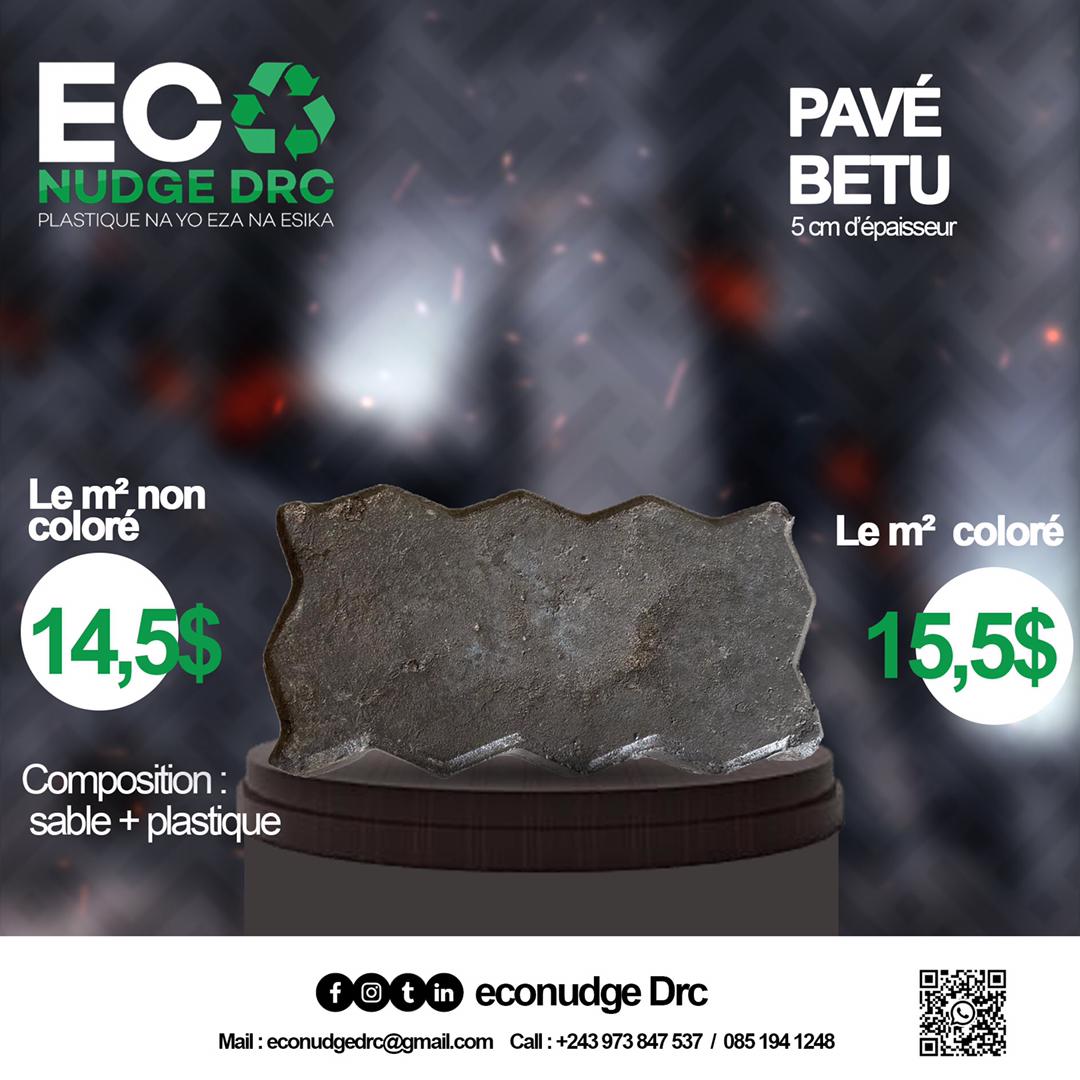 ECO
NUDGE DRC
PLASTIQUE NA YO EZA NA ESIKA
PAVÉ
BETU
5 cm d'épaisseur
Le m² non
coloré
14,5$
Le m² coloré
15,5$
Composition :
sable + plastique
econudge Drc
Mail : econudgedrc@gmail.com Call : +243 973 847 537 / 085 194 1248